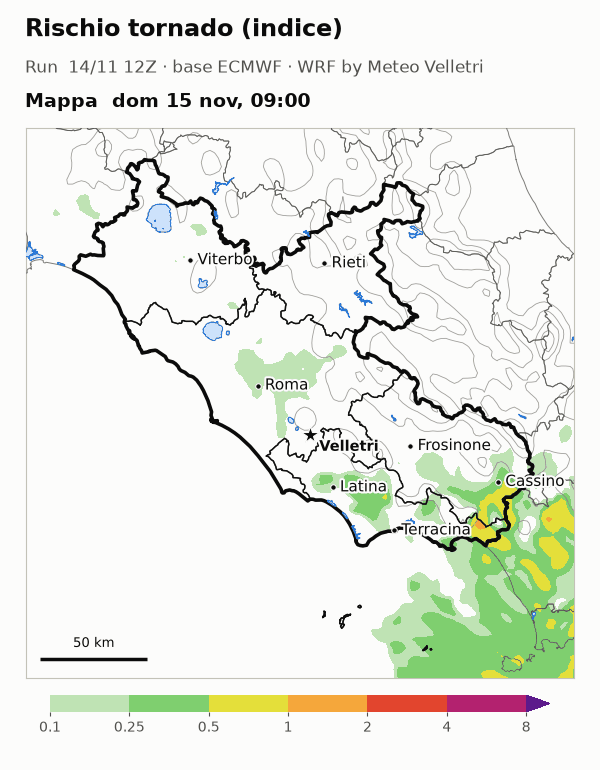 Rischio tornado (indice)
Run  14/11 12Z · base ECMWF · WRF by Meteo Velletri
Mappa  dom 15 nov, 09:00
Viterbo
Rieti
Roma
Velletri
Frosinone
Cassino
Latina
Terracina
50 km
0.1 0.25 0.5 1 2 4 8